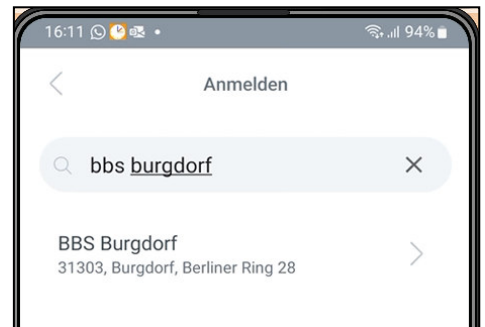 16:11 94%
Anmelden
bbs burgdorf
BBS Burgdorf
31303, Burgdorf, Berliner Ring 28